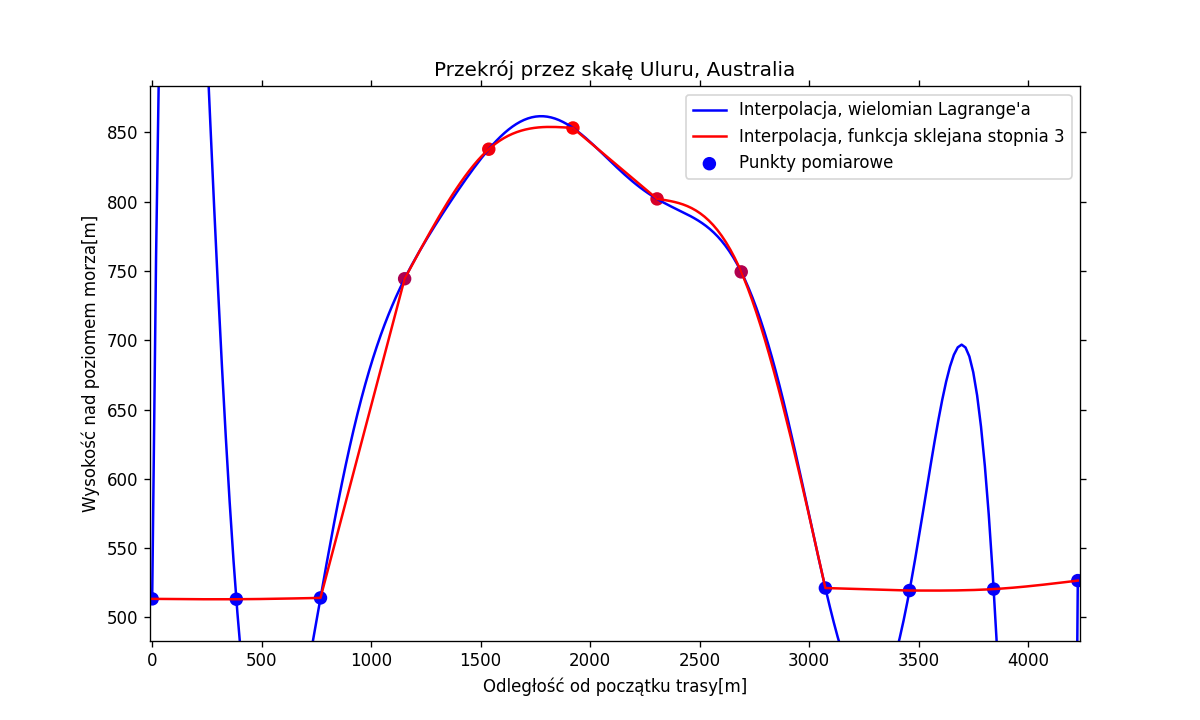 Przekrój przez skałę Uluru, Australia
Interpolacja, wielomian Lagrange'a
Interpolacja, funkcja sklejana stopnia 3
Punkty pomiarowe
Wysokość nad poziomem morza[m]
850
800
750
700
650
600
550
500
0 500 1000 1500 2000 2500 3000 3500 4000
Odległość od początku trasy[m]